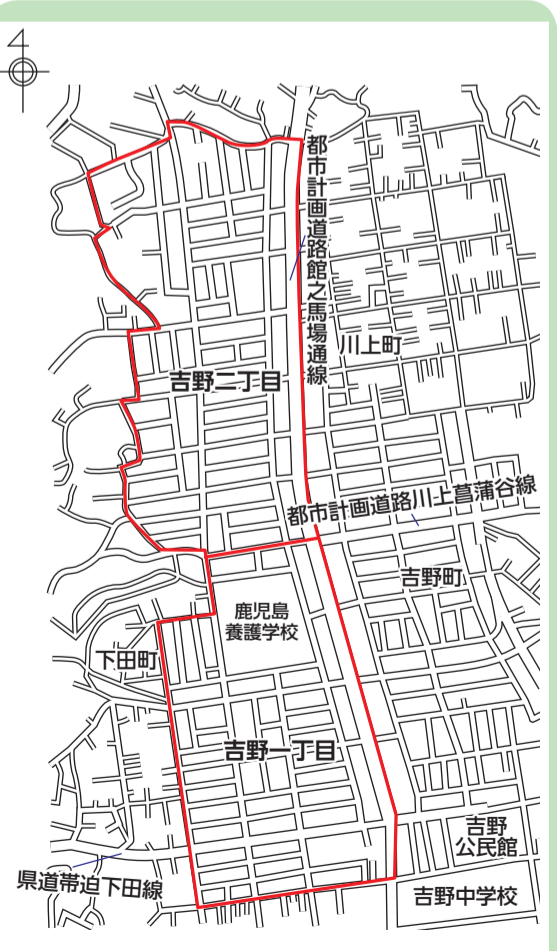 都市計画道路館之馬場通線
川上町
吉野二丁目
都市計画道路川上菖蒲谷線
吉野町
鹿児島
養護学校
下田町
吉野一丁目
吉野
公民館
県道帯迫下田線
吉野中学校